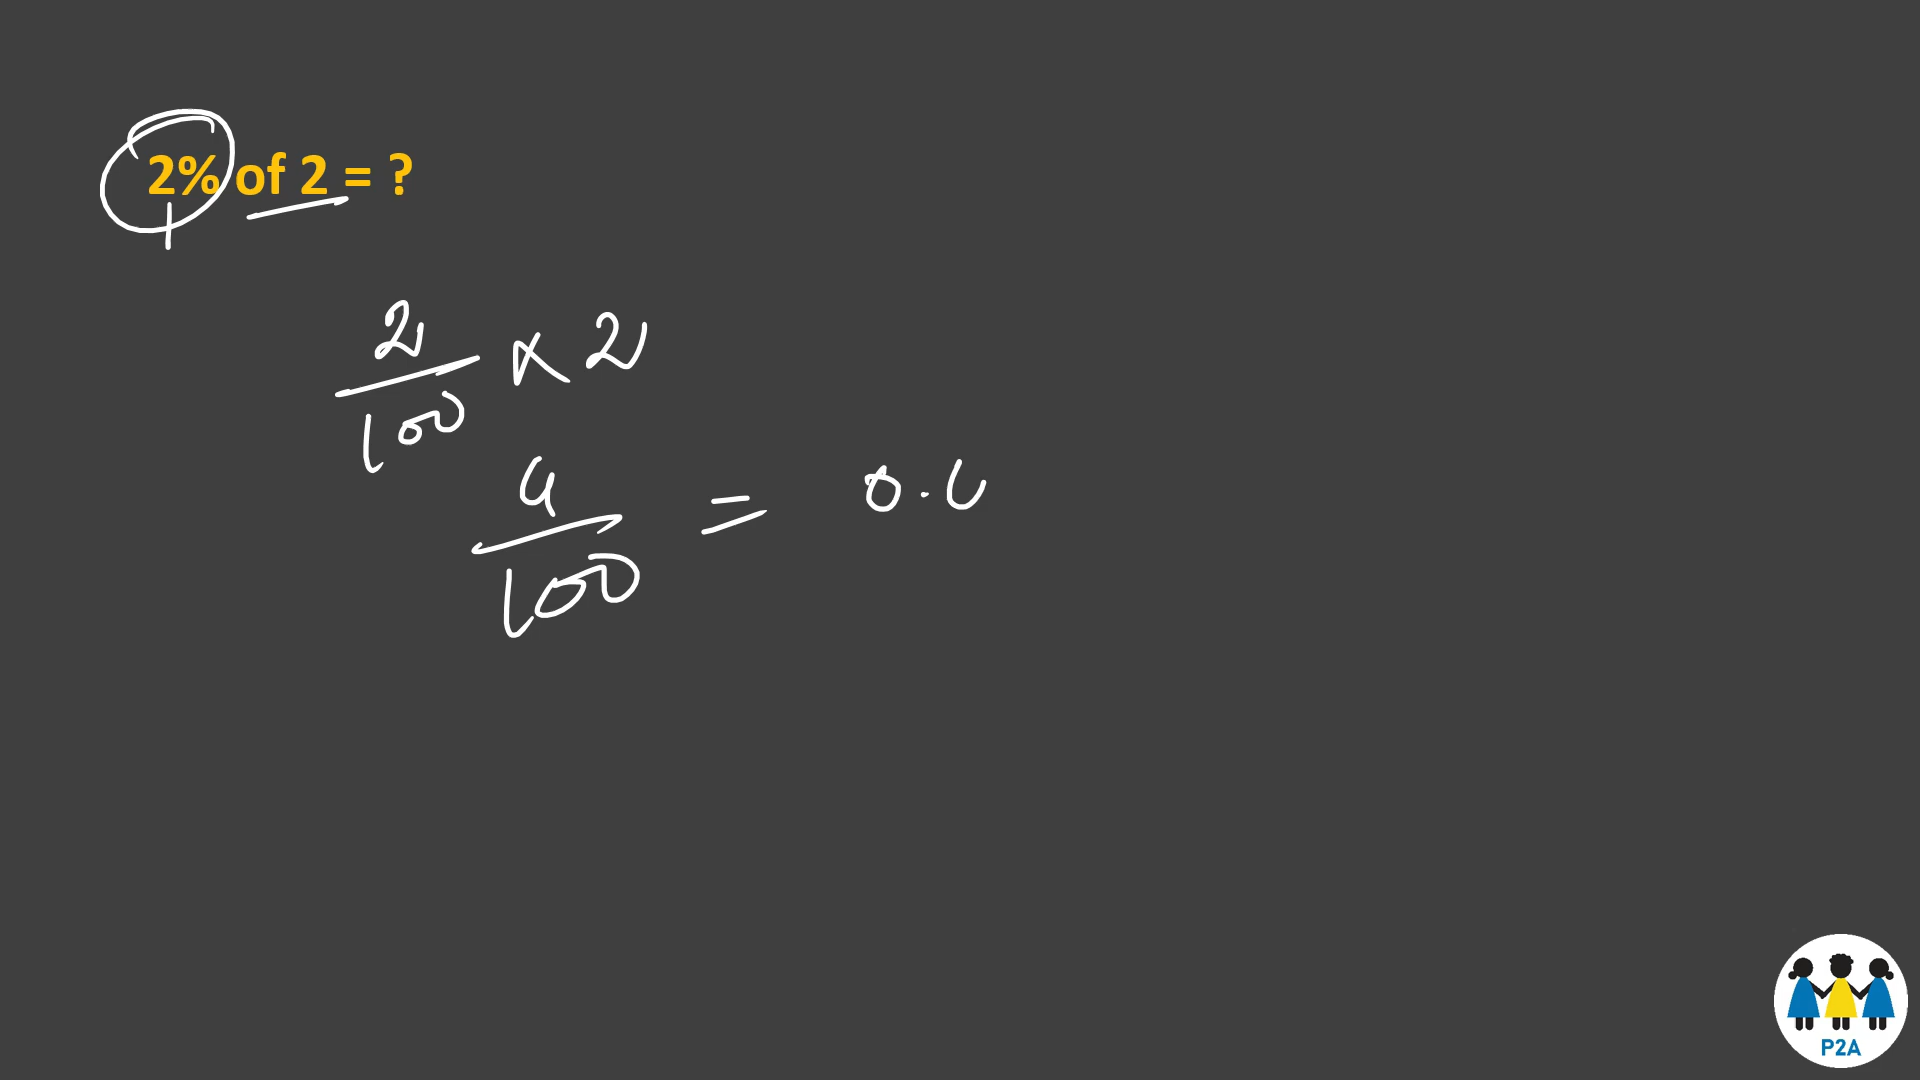 2% of 2 = ?
2/100 × 2
4/100 = 0.0
P2A